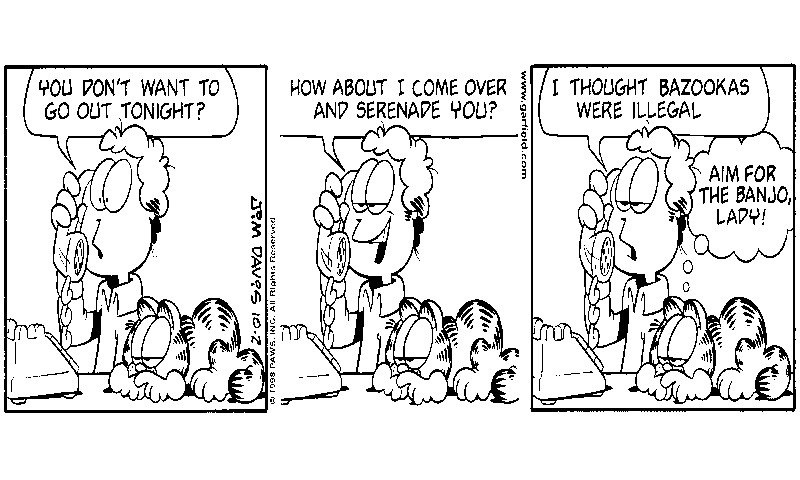 YOU DON'T WANT TO
GO OUT TONIGHT?
JIM DAVIS 10·2
HOW ABOUT I COME OVER
AND SERENADE YOU?
© 1998 PAWS, INC. All Rights Reserved
www.garfield.com
I THOUGHT BAZOOKAS
WERE ILLEGAL
AIM FOR
THE BANJO,
LADY!